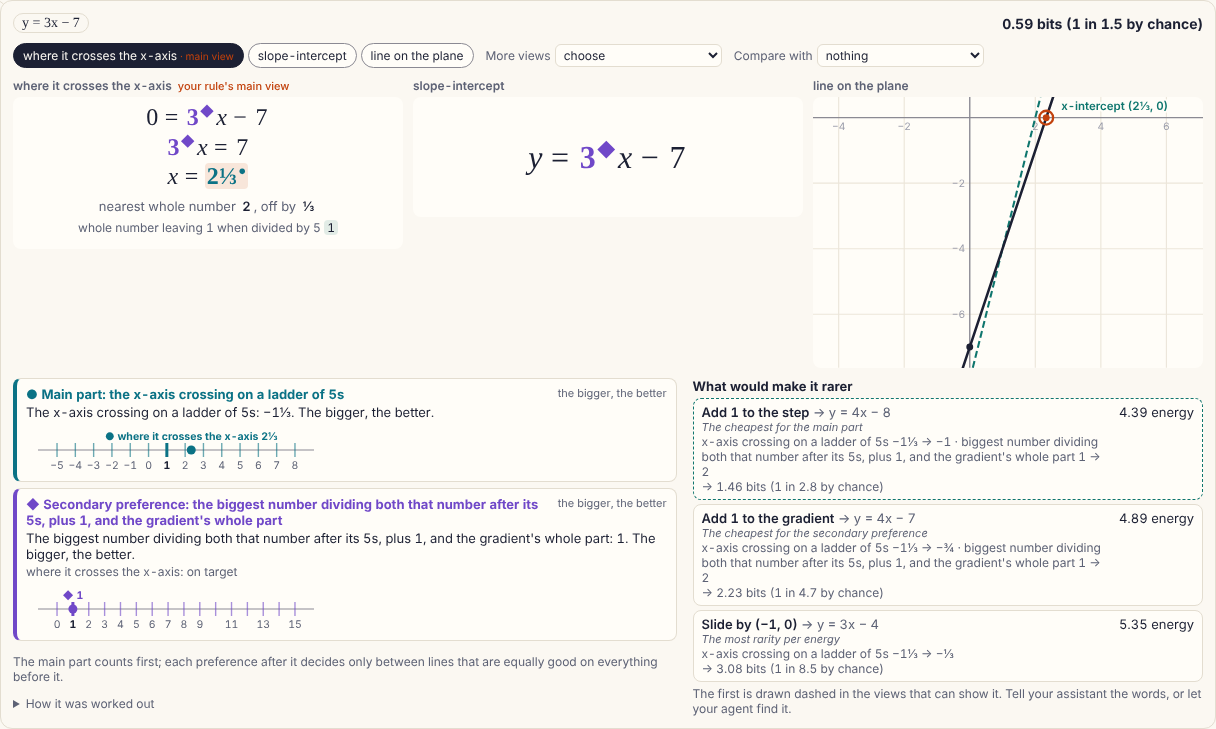 y = 3x − 7
0.59 bits (1 in 1.5 by chance)
where it crosses the x-axis · main view
slope-intercept
line on the plane
More views choose
Compare with nothing
where it crosses the x-axis your rule's main view
0 = 3◆x − 7
3◆x = 7
x = 2⅓●
nearest whole number 2 , off by ⅓
whole number leaving 1 when divided by 5 1
slope-intercept
y = 3◆x − 7
line on the plane
x-intercept (2⅓, 0)
−4 −2 2 4 6
−2
−4
−6
● Main part: the x-axis crossing on a ladder of 5s
the bigger, the better
The x-axis crossing on a ladder of 5s: −1⅓. The bigger, the better.
● where it crosses the x-axis 2⅓
−5 −4 −3 −2 −1 0 1 2 3 4 5 6 7 8
◆ Secondary preference: the biggest number dividing both that number after its
5s, plus 1, and the gradient's whole part
the bigger, the better
The biggest number dividing both that number after its 5s, plus 1, and the gradient's whole part: 1. The
bigger, the better.
where it crosses the x-axis: on target
◆ 1
0 1 2 3 4 5 6 7 8 9 11 13 15
The main part counts first; each preference after it decides only between lines that are equally good on everything
before it.
▶ How it was worked out
What would make it rarer
Add 1 to the step → y = 4x − 8
4.39 energy
The cheapest for the main part
x-axis crossing on a ladder of 5s −1⅓ → −1 · biggest number dividing
both that number after its 5s, plus 1, and the gradient's whole part 1 →
2
→ 1.46 bits (1 in 2.8 by chance)
Add 1 to the gradient → y = 4x − 7
4.89 energy
The cheapest for the secondary preference
x-axis crossing on a ladder of 5s −1⅓ → −¾ · biggest number dividing
both that number after its 5s, plus 1, and the gradient's whole part 1 →
2
→ 2.23 bits (1 in 4.7 by chance)
Slide by (−1, 0) → y = 3x − 4
5.35 energy
The most rarity per energy
x-axis crossing on a ladder of 5s −1⅓ → −⅓
→ 3.08 bits (1 in 8.5 by chance)
The first is drawn dashed in the views that can show it. Tell your assistant the words, or let
your agent find it.